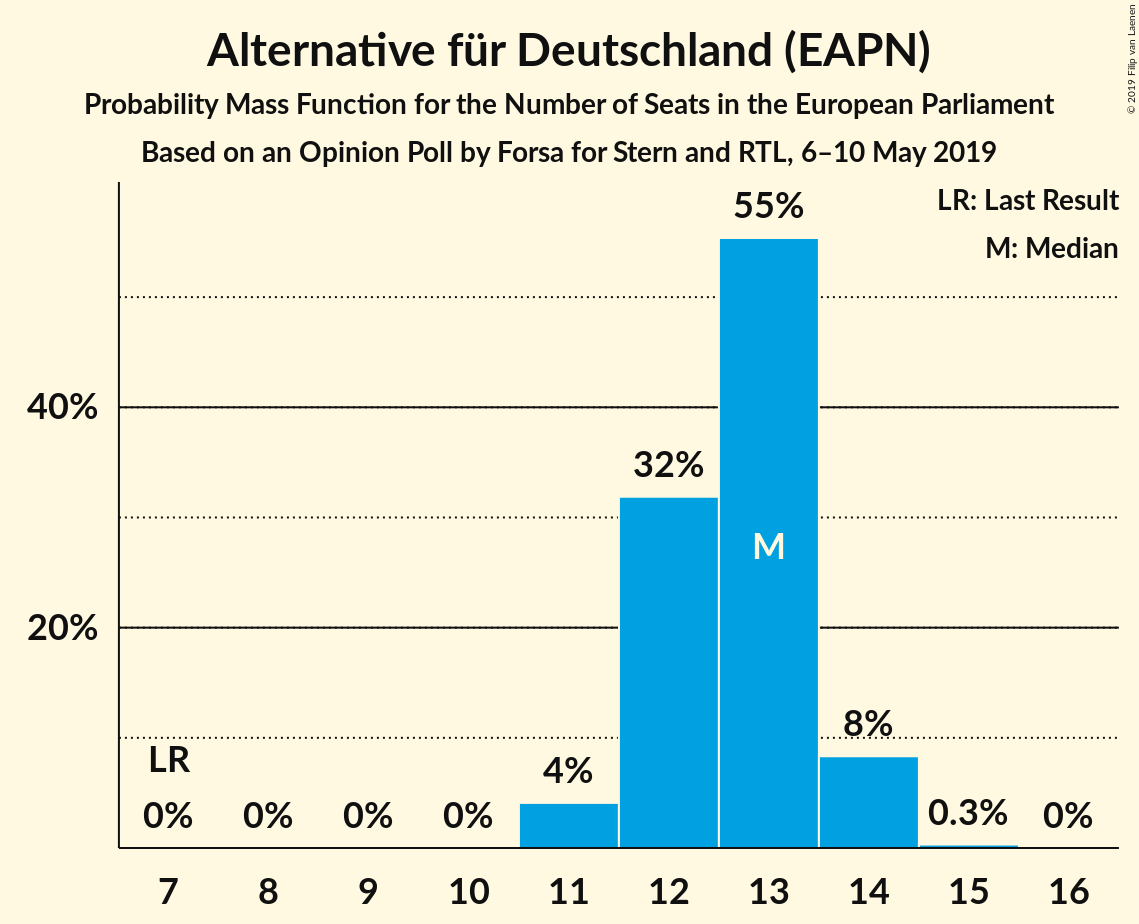 Alternative für Deutschland (EAPN)
Probability Mass Function for the Number of Seats in the European Parliament
Based on an Opinion Poll by Forsa for Stern and RTL, 6–10 May 2019
© 2019 Filip van Laenen
LR: Last Result
M: Median
55%
40%
32%
M
20%
8%
LR
4%
0% 0% 0% 0% 0.3% 0%
7 8 9 10 11 12 13 14 15 16